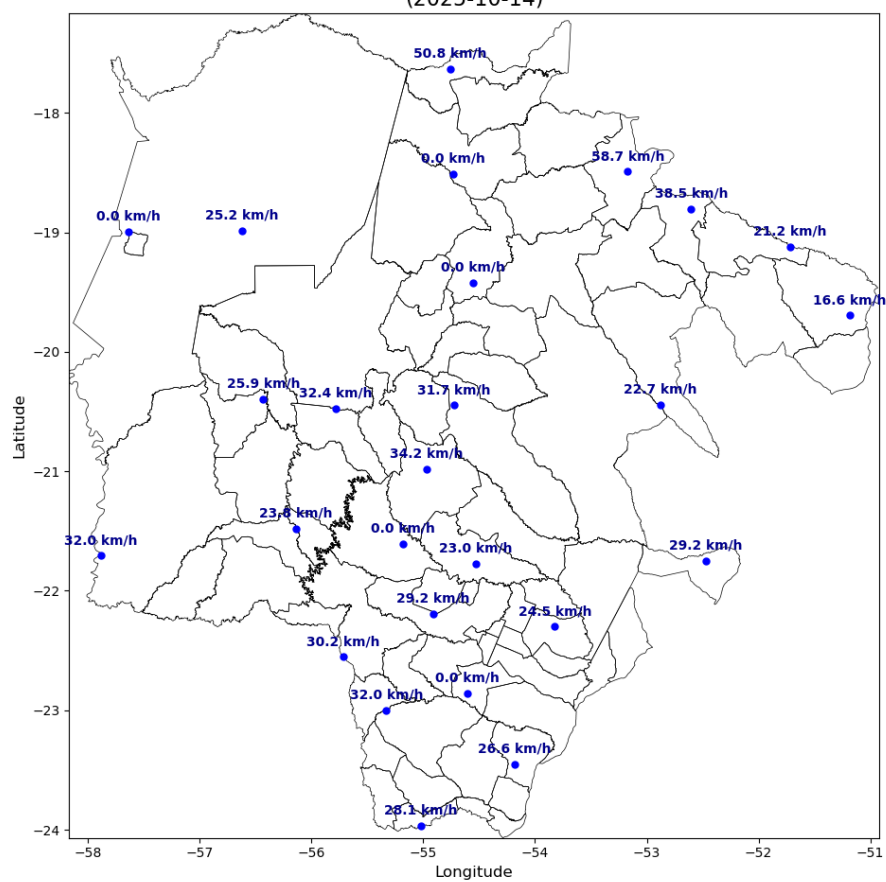 (2025-10-14)
50.8 km/h
0.0 km/h
58.7 km/h
38.5 km/h
0.0 km/h
25.2 km/h
21.2 km/h
0.0 km/h
16.6 km/h
25.9 km/h
32.4 km/h
31.7 km/h
22.7 km/h
34.2 km/h
23.8 km/h
32.0 km/h
0.0 km/h
23.0 km/h
29.2 km/h
29.2 km/h
24.5 km/h
30.2 km/h
32.0 km/h
0.0 km/h
26.6 km/h
28.1 km/h
−18
−19
−20
−21
−22
−23
−24
Latitude
−58 −57 −56 −55 −54 −53 −52 −51
Longitude